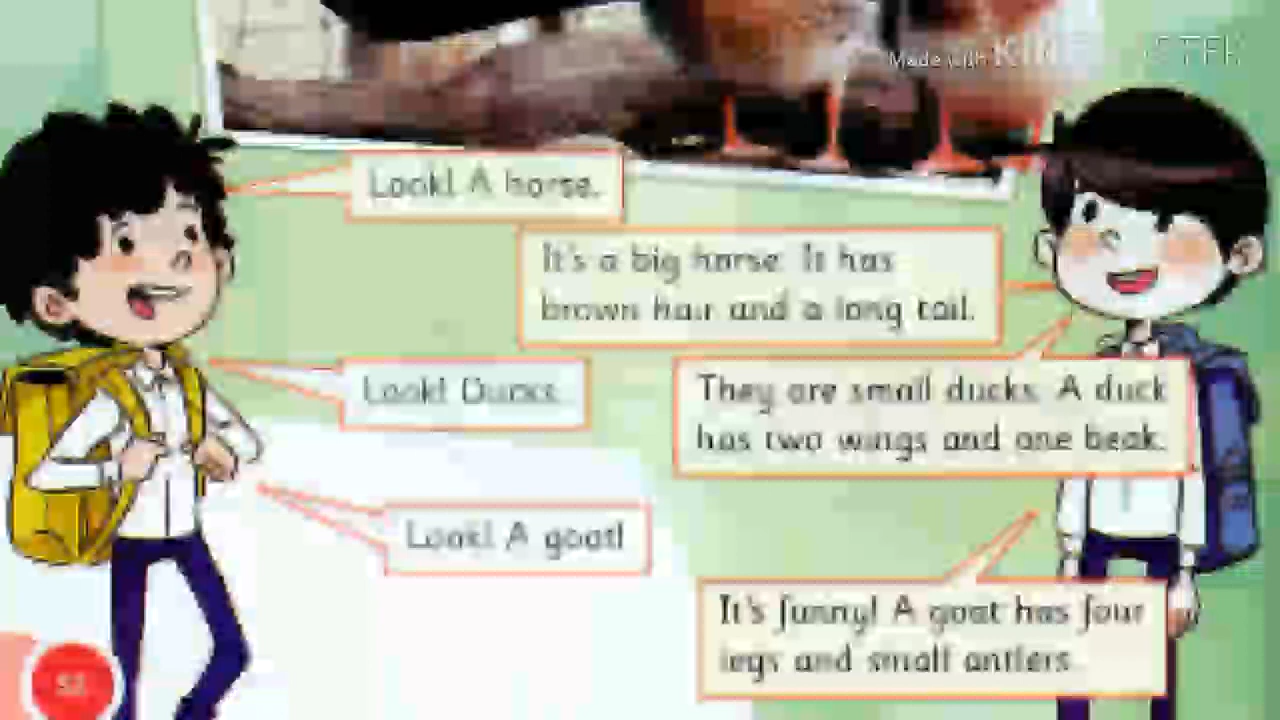 Made with
Look! A horse.
It's a big horse. It has
brown hair and a long tail.
Look! Ducks.
They are small ducks. A duck
has two wings and one beak.
Look! A goat!
It's funny! A goat has four
legs and small antlers.